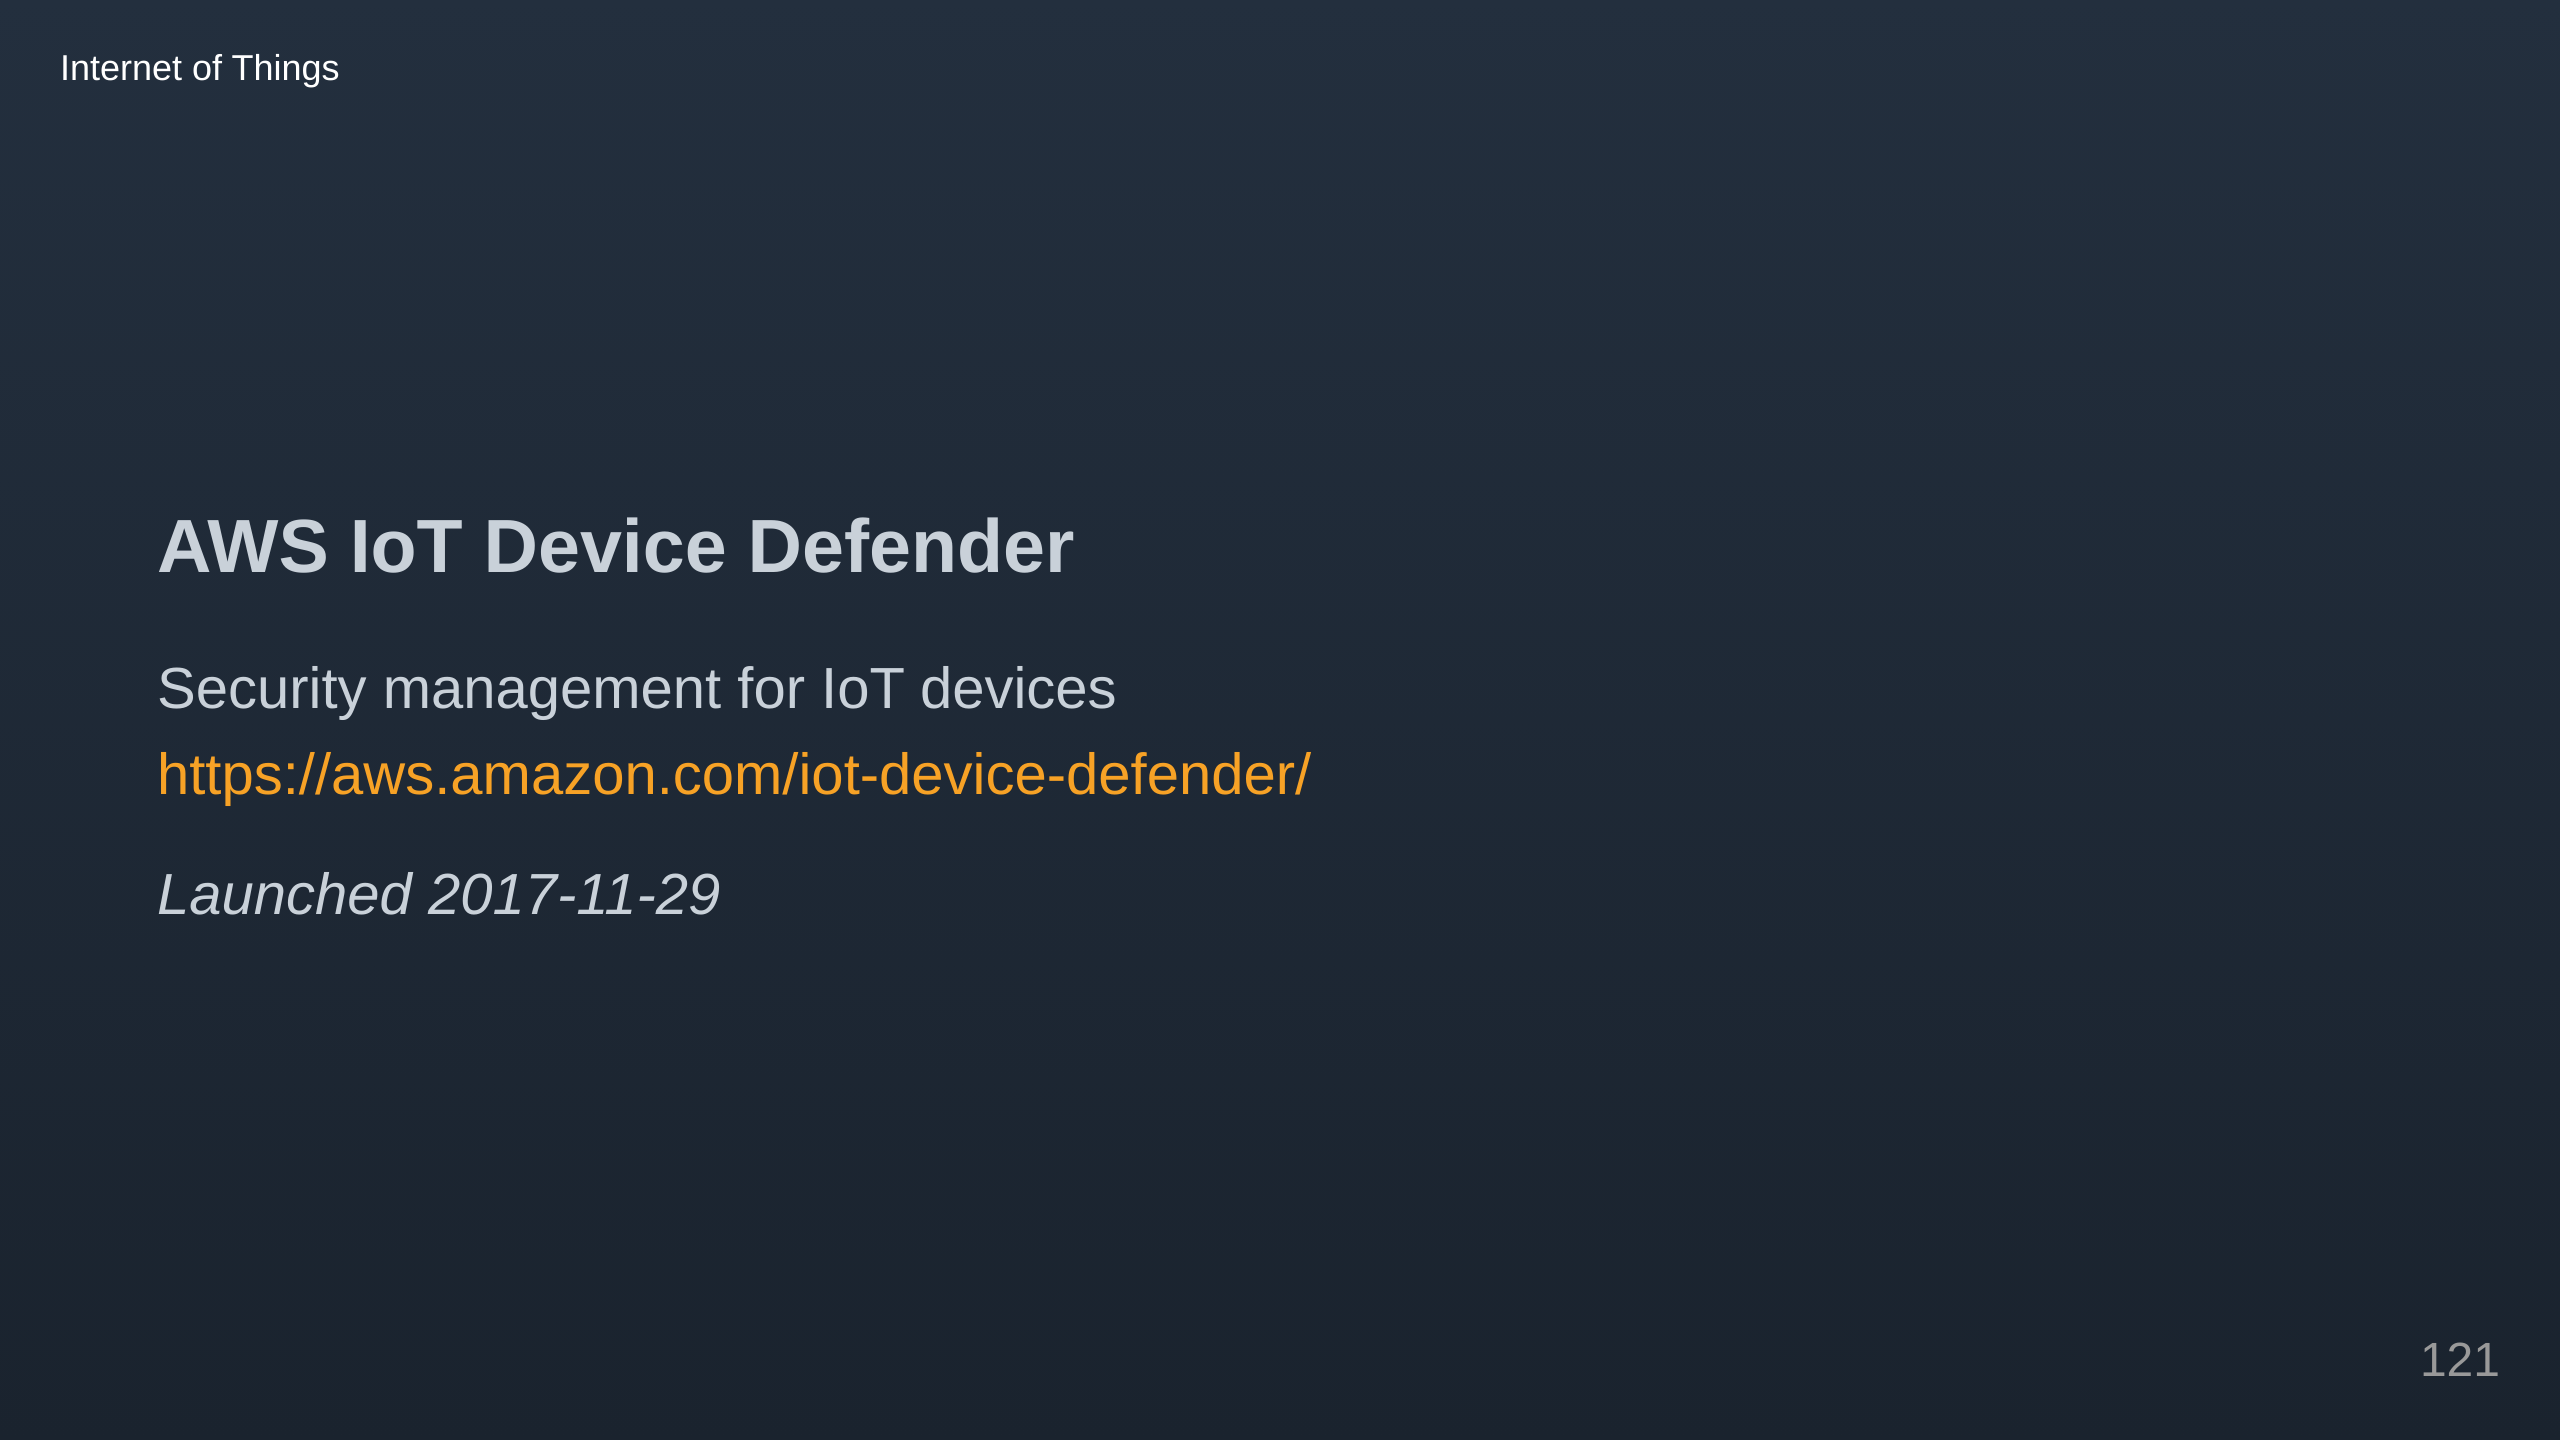 Internet of Things
AWS IoT Device Defender
Security management for IoT devices
https://aws.amazon.com/iot-device-defender/
Launched 2017-11-29
121